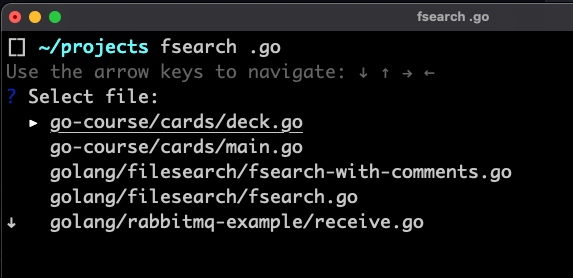 fsearch .go
[] ~/projects fsearch .go
Use the arrow keys to navigate: ↓ ↑ → ←
? Select file:
▸ go-course/cards/deck.go
go-course/cards/main.go
golang/filesearch/fsearch-with-comments.go
golang/filesearch/fsearch.go
↓ golang/rabbitmq-example/receive.go